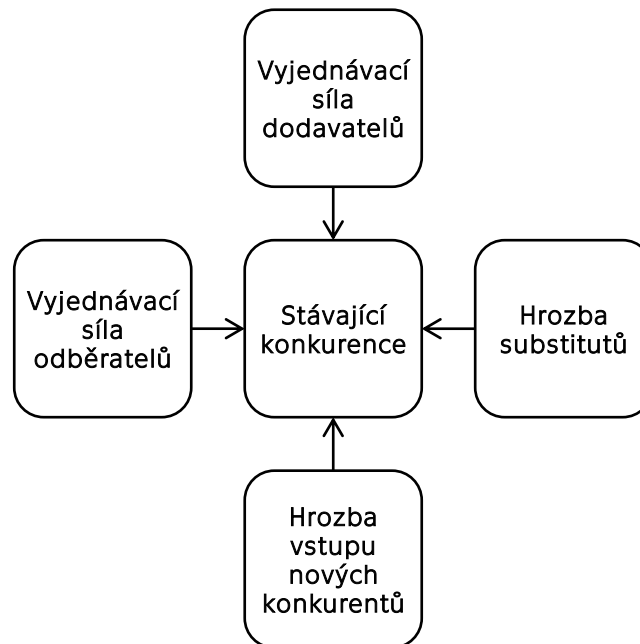 Vyjednávací
síla
dodavatelů
Vyjednávací
síla
odběratelů
Stávající
konkurence
Hrozba
substitutů
Hrozba
vstupu
nových
konkurentů